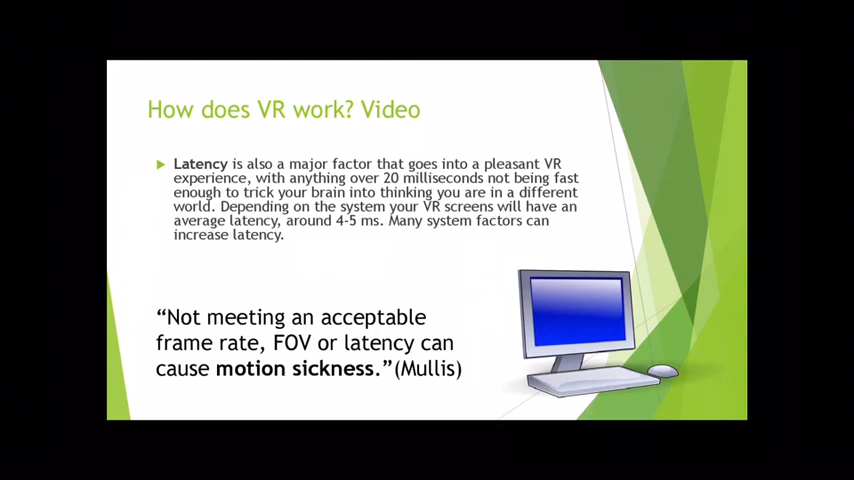 How does VR work? Video
Latency is also a major factor that goes into a pleasant VR
experience, with anything over 20 milliseconds not being fast
enough to trick your brain into thinking you are in a different
world. Depending on the system your VR screens will have an
average latency, around 4-5 ms. Many system factors can
increase latency.
“Not meeting an acceptable
frame rate, FOV or latency can
cause motion sickness.”(Mullis)